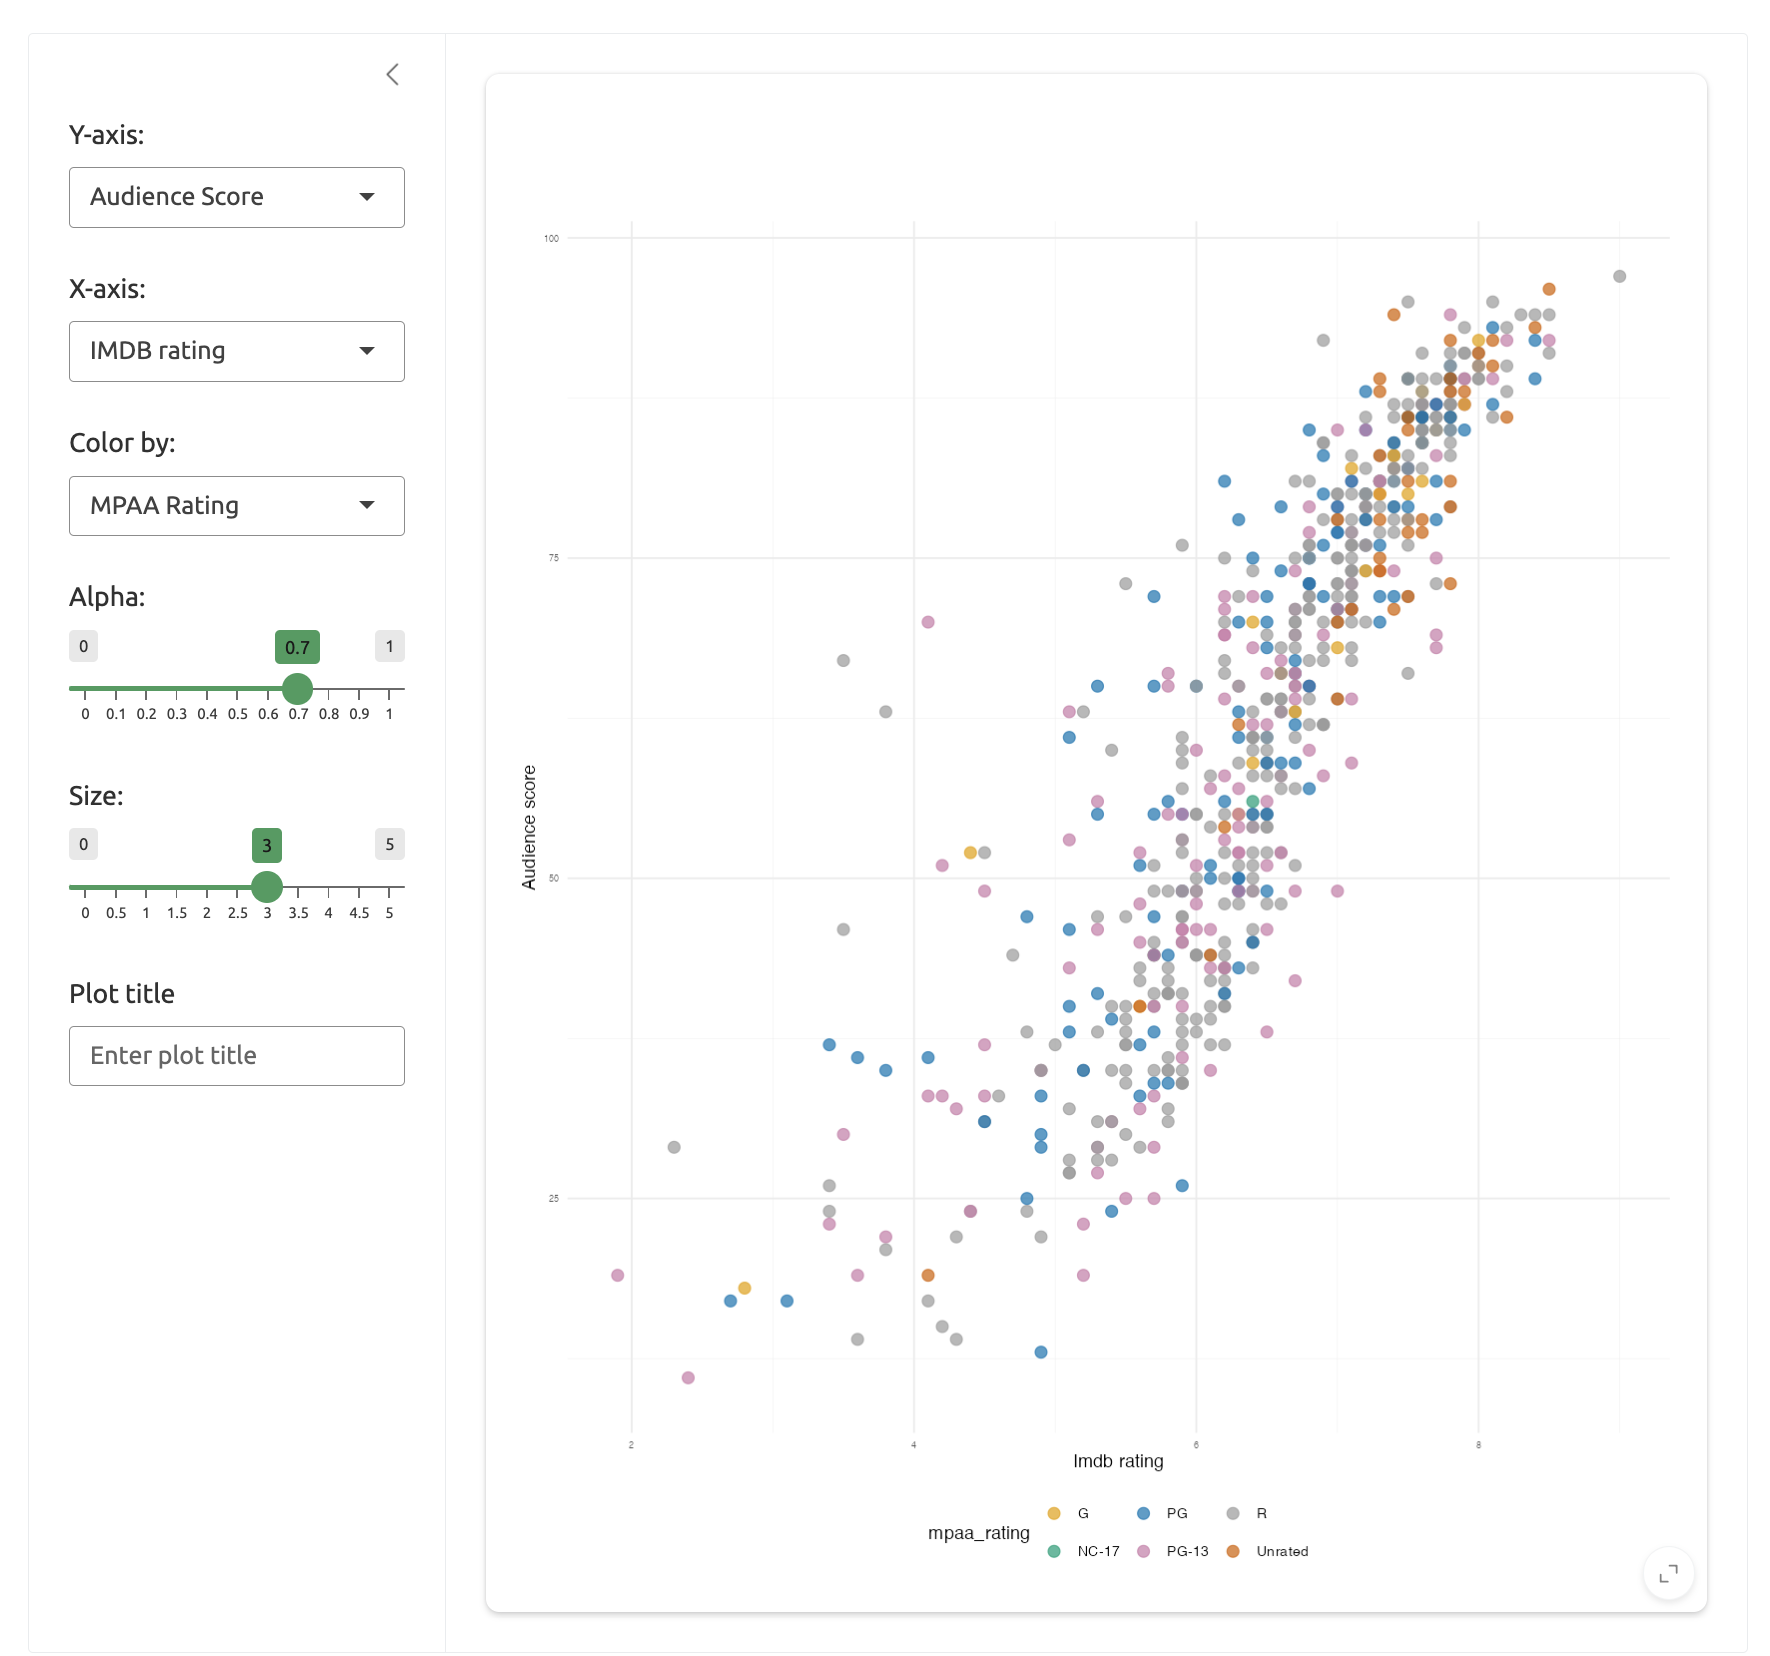 Y-axis:
Audience Score
X-axis:
IMDB rating
Color by:
MPAA Rating
Alpha:
0 0.7 1
0 0.1 0.2 0.3 0.4 0.5 0.6 0.7 0.8 0.9 1
Size:
0 3 5
0 0.5 1 1.5 2 2.5 3 3.5 4 4.5 5
Plot title
Enter plot title
Audience score
100
75
50
25
2 4 6 8
Imdb rating
mpaa_rating
G PG R
NC-17 PG-13 Unrated